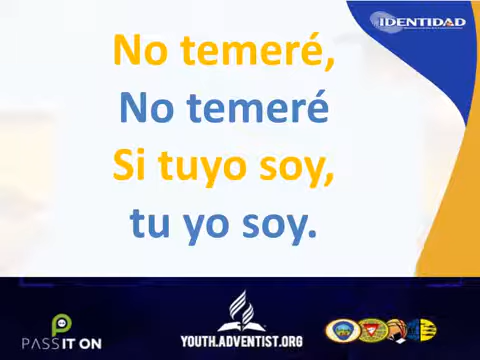 IDENTIDAD
No temeré,
No temeré
Si tuyo soy,
tu yo soy.
PASS IT ON
YOUTH.ADVENTIST.ORG